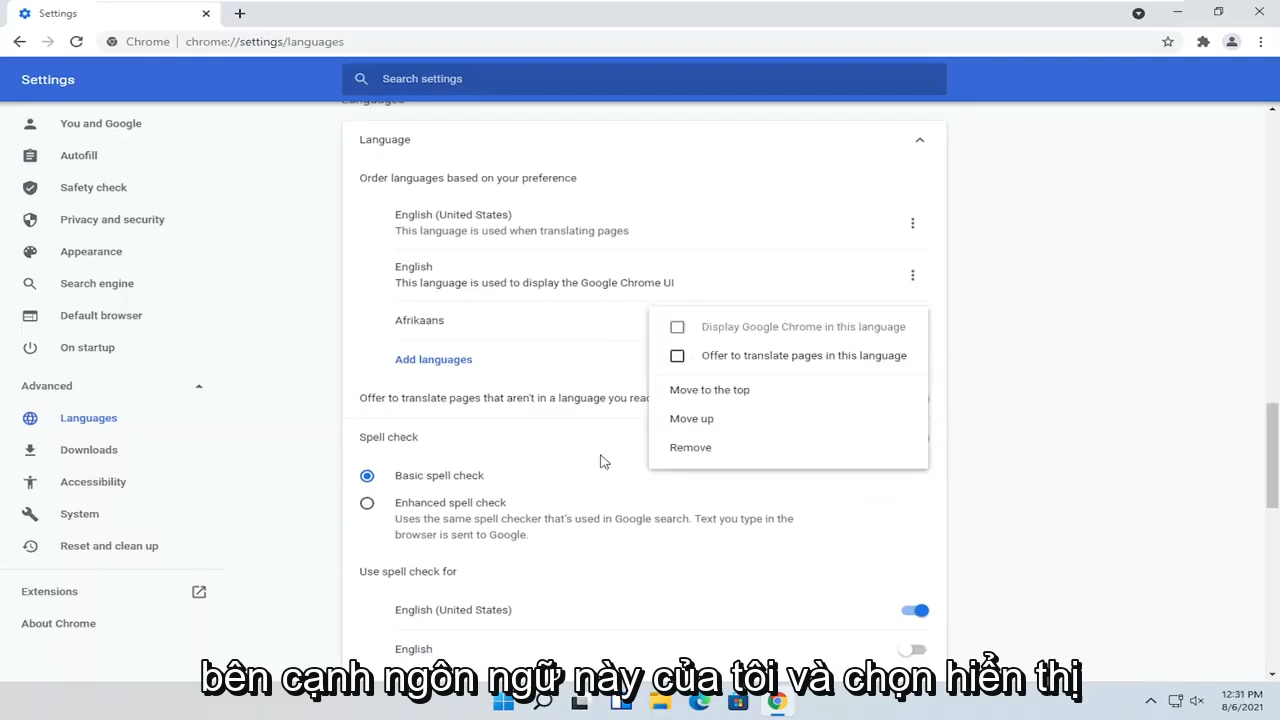 Settings
Chrome | chrome://settings/languages
Settings
Search settings
You and Google
Autofill
Safety check
Privacy and security
Appearance
Search engine
Default browser
On startup
Advanced
Languages
Downloads
Accessibility
System
Reset and clean up
Extensions
About Chrome
Languages
Language
Order languages based on your preference
English (United States)
This language is used when translating pages
English
This language is used to display the Google Chrome UI
Afrikaans
Add languages
Display Google Chrome in this language
Offer to translate pages in this language
Move to the top
Move up
Remove
Offer to translate pages that aren't in a language you
Spell check
Basic spell check
Enhanced spell check
Uses the same spell checker that's used in Google search. Text you type in the
browser is sent to Google.
Use spell check for
English (United States)
English
bên cạnh ngôn ngữ này của tôi và chọn hiển thị
12:31 PM
8/6/2021